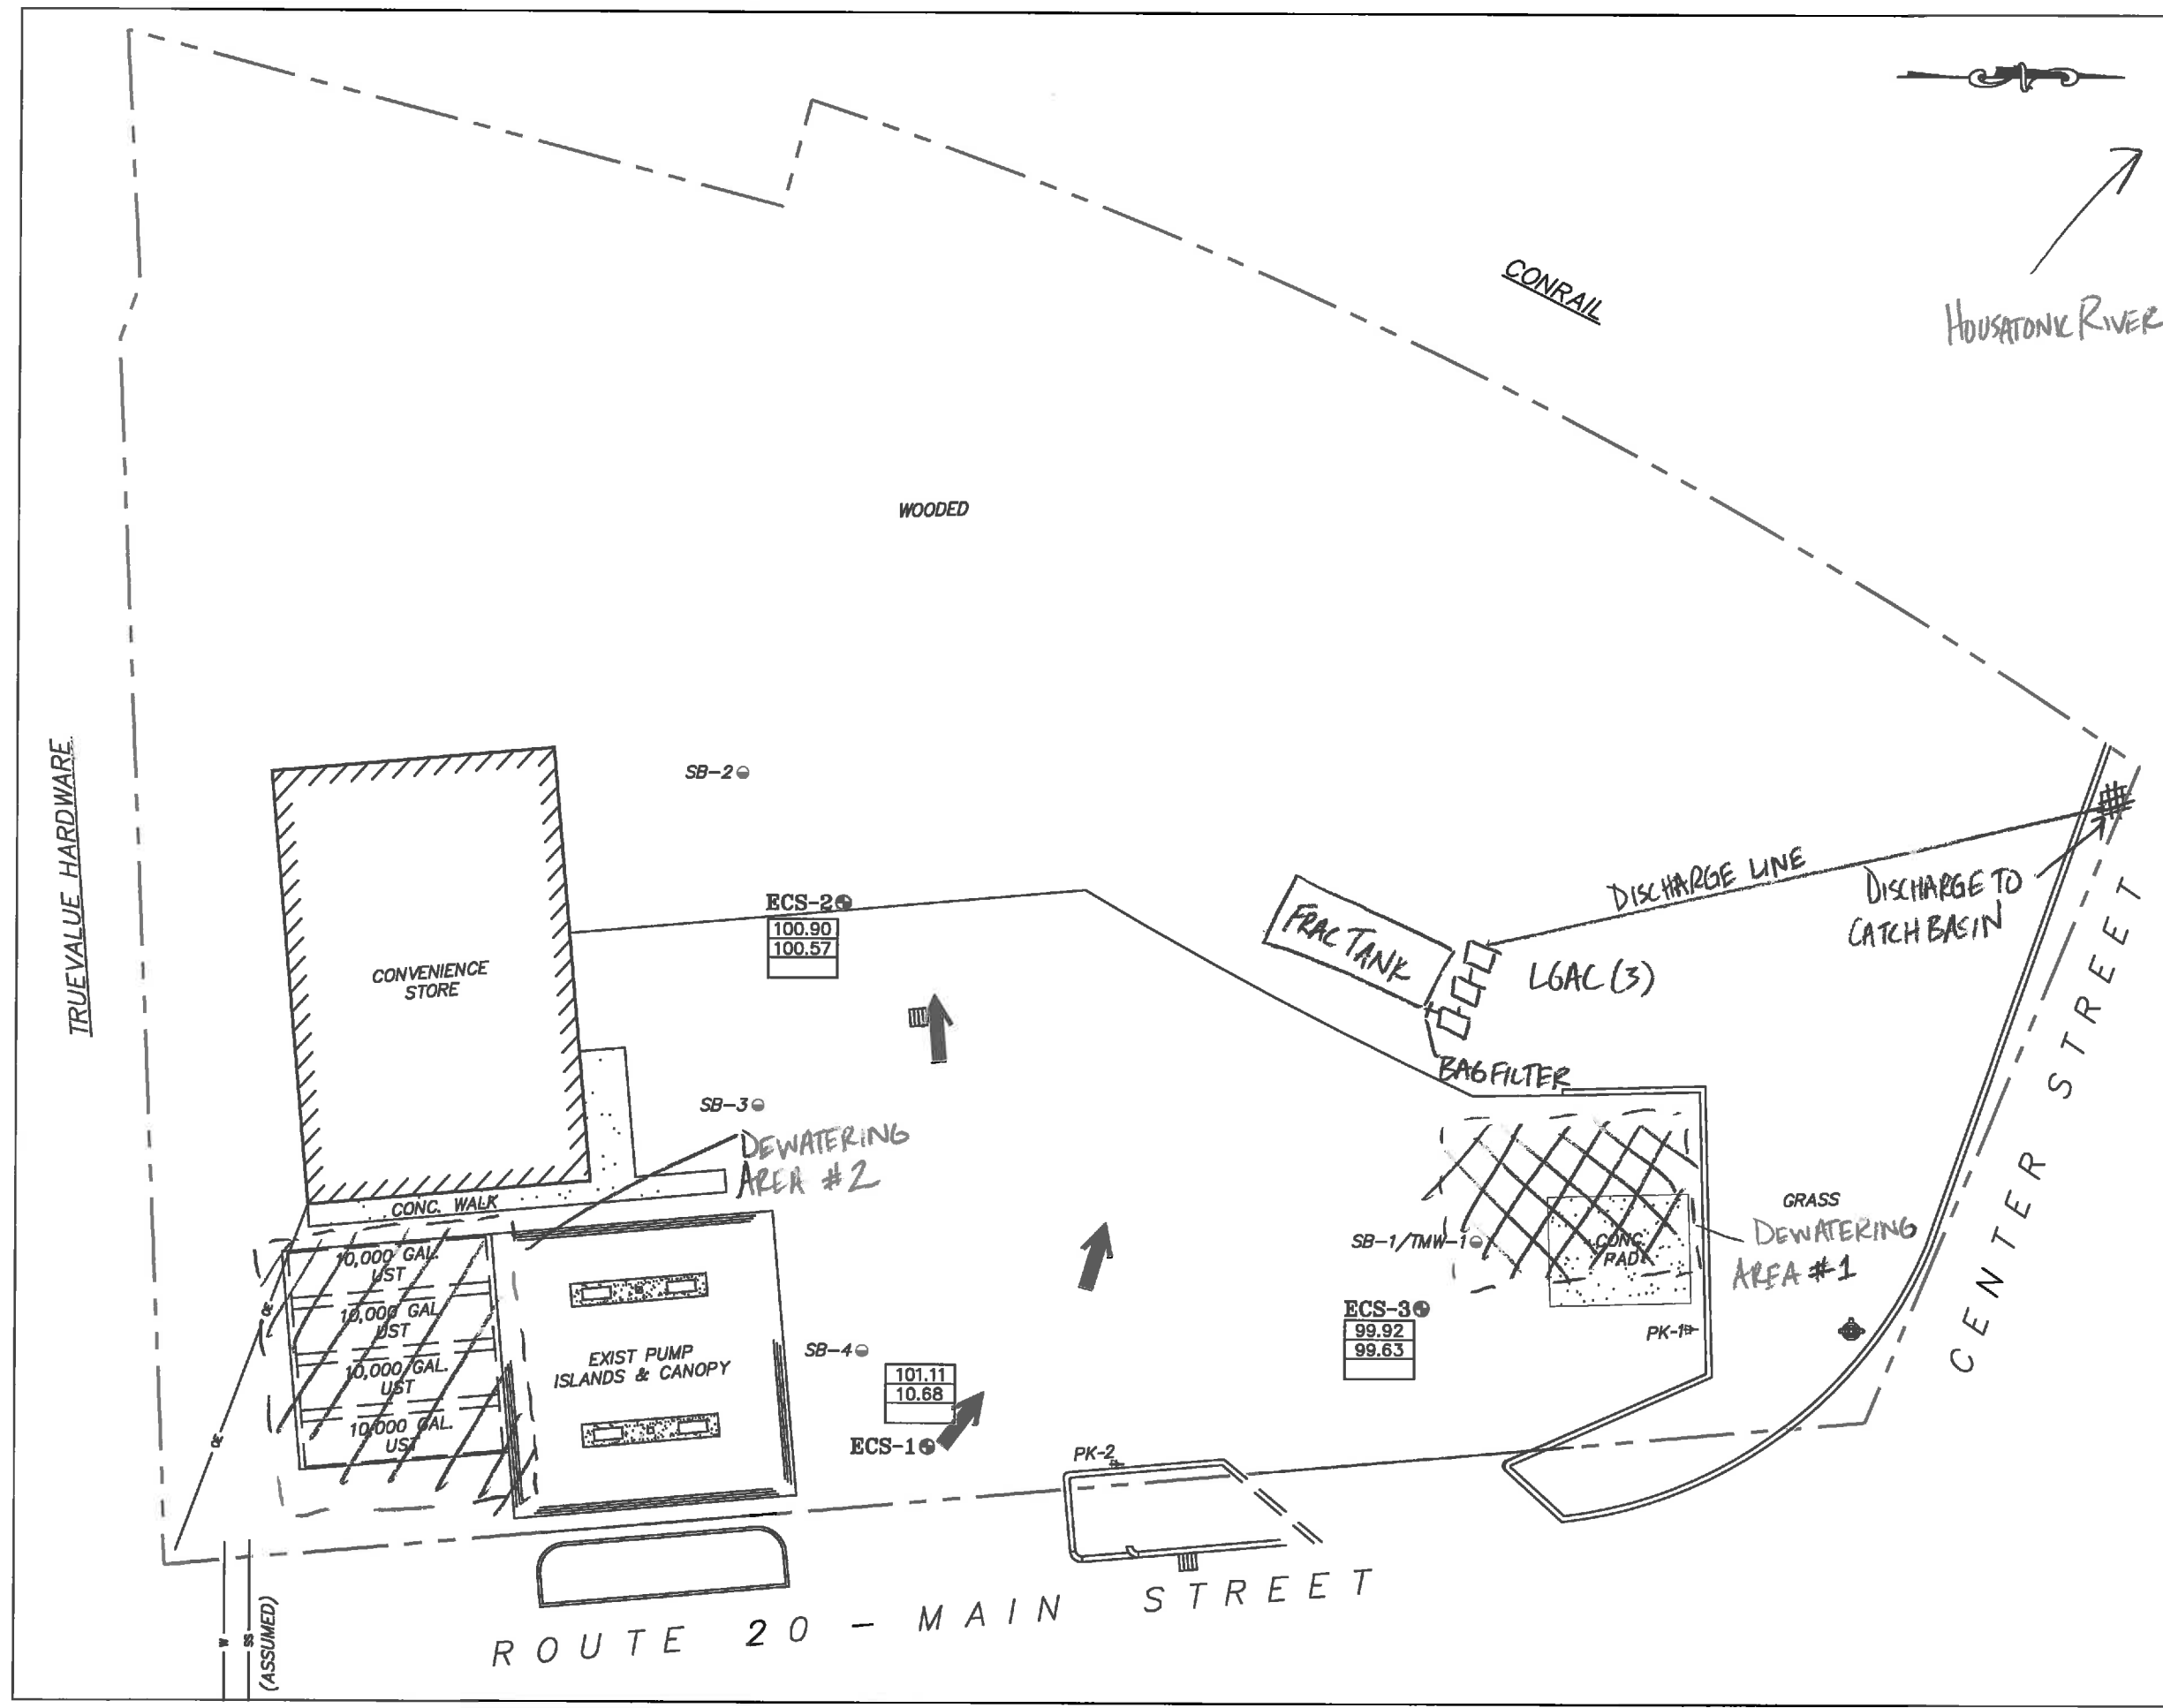 CONRAIL
HOUSATONIC RIVER
WOODED
TRUEVALUE HARDWARE
SB-2
ECS-2
100.90
100.57
CONVENIENCE
STORE
FRAC TANK
LGAC (3)
DISCHARGE LINE
DISCHARGE TO
CATCH BASIN
BAG FILTER
SB-3
DEWATERING
AREA #2
CONC. WALK
10,000 GAL.
UST
10,000 GAL.
UST
10,000 GAL.
UST
10,000 GAL.
UST
OE
OE
EXIST PUMP
ISLANDS & CANOPY
SB-4
101.11
10.68
ECS-1
SB-1/TMW-1
CONC.
PAD
GRASS
DEWATERING
AREA #1
ECS-3
99.92
99.63
PK-1
PK-2
CENTER STREET
ROUTE 20 - MAIN STREET
W
SS
(ASSUMED)